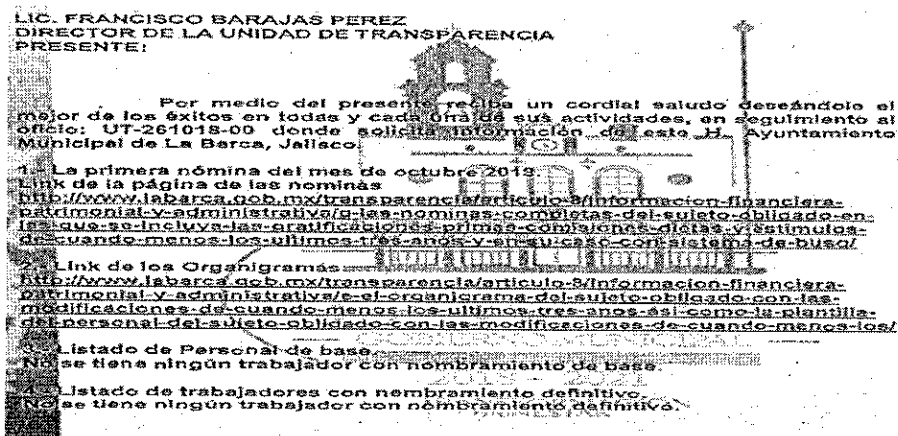 LIC. FRANCISCO BARAJAS PEREZ
DIRECTOR DE LA UNIDAD DE TRANSPARENCIA
PRESENTE:
Por medio del presente reciba un cordial saludo deseándole el
mejor de los éxitos en todas y cada una de sus actividades, en seguimiento al
oficio: UT-261018-00 donde solicita información de este H. Ayuntamiento
Municipal de La Barca, Jalisco.
1.- La primera nómina del mes de octubre
Link de la página de las nominas
http://www.labarca.gob.mx/transparencia/articulo-8/informacion-financiera-
patrimonial-y-administrativa/g-las-nominas-completas-del-sujeto-obligado-en-
las-que-se-incluya-las-gratificaciones-primas-comisiones-dietas-y-estimulos-
de-cuando-menos-los-ultimos-tres-anos-y-en-su-caso-con-sistema-de-busq/
Link de los Organigramas
http://www.labarca.gob.mx/transparencia/articulo-8/informacion-financiera-
patrimonial-y-administrativa/e-el-organigrama-del-sujeto-obligado-con-las-
modificaciones-de-cuando-menos-los-ultimos-tres-anos-asi-como-la-plantilla-
del-personal-del-sujeto-obligado-con-las-modificaciones-de-cuando-menos-los/
Listado de Personal de base.
No se tiene ningún trabajador con nombramiento de base.
4.- Listado de trabajadores con nombramiento definitivo.
No se tiene ningún trabajador con nombramiento definitivo.